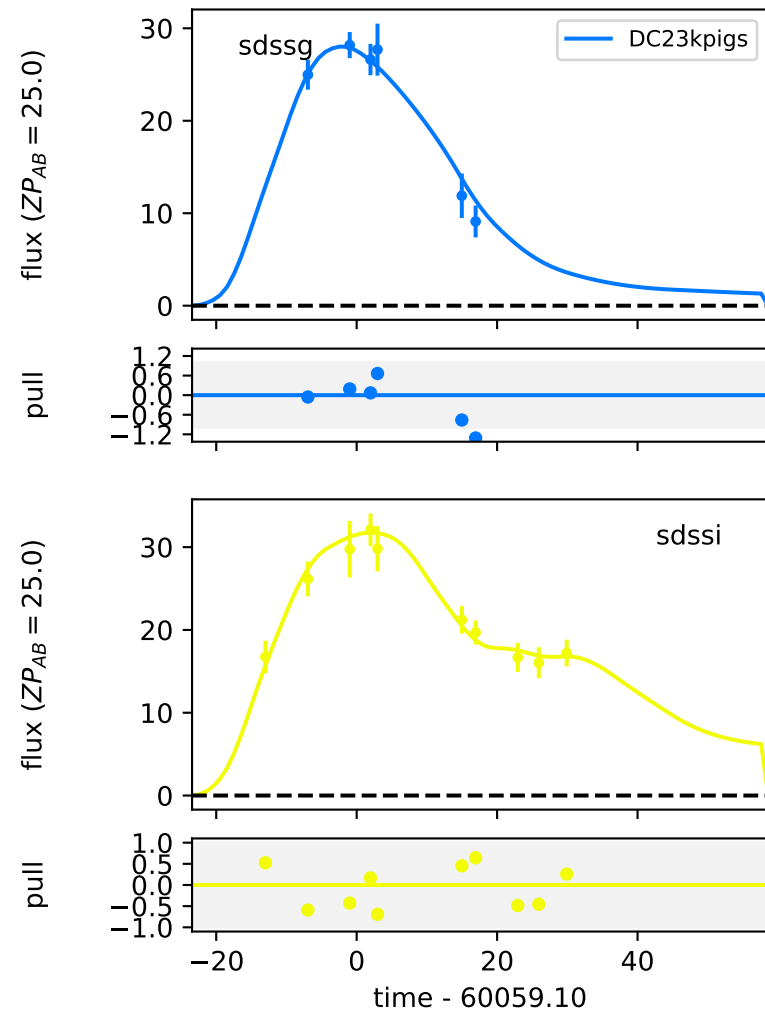 30
sdssg
DC23kpigs
20
10
0
flux (ZP_AB = 25.0)
1.2
0.6
0.0
−0.6
−1.2
pull
30
sdssi
20
10
0
flux (ZP_AB = 25.0)
1.0
0.5
0.0
−0.5
−1.0
pull
−20 0 20 40
time - 60059.10